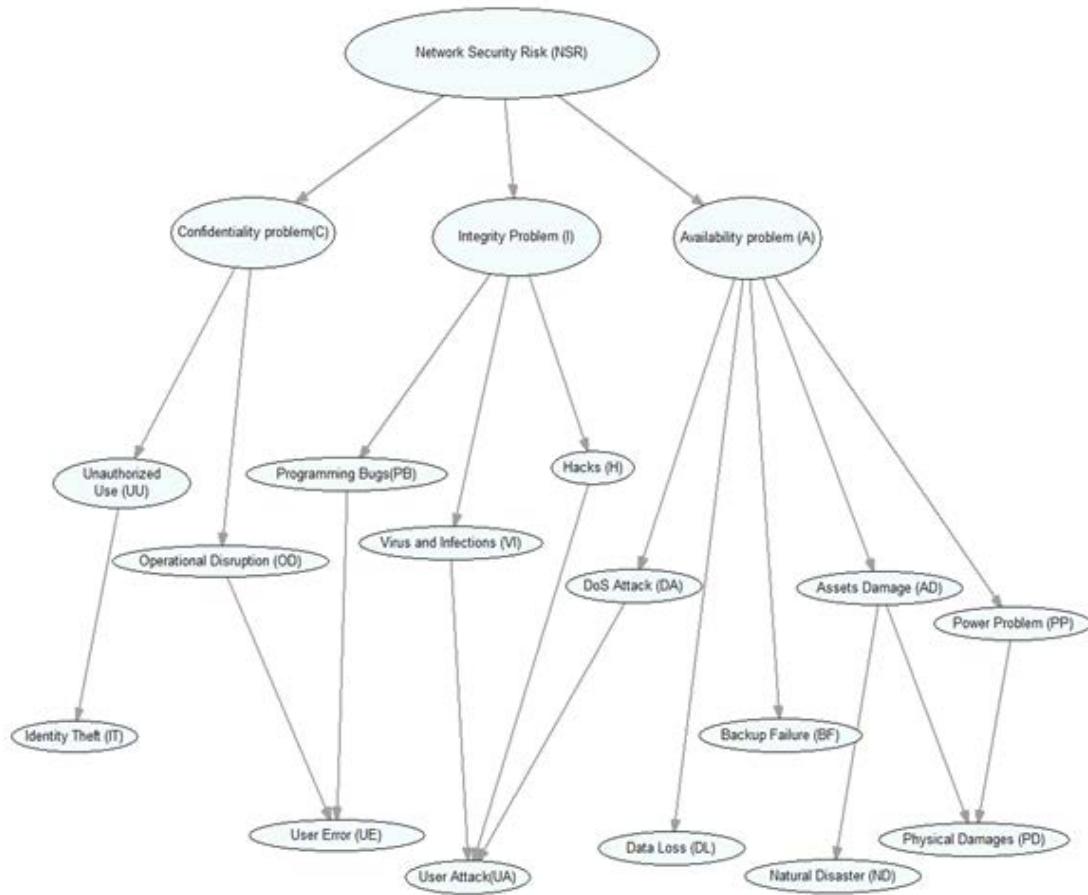 Network Security Risk (NSR)
Confidentiality problem(C)
Integrity Problem (I)
Availability problem (A)
Unauthorized
Use (UU)
Programming Bugs(PB)
Hacks (H)
Virus and Infections (VI)
Operational Disruption (OD)
DoS Attack (DA)
Assets Damage (AD)
Power Problem (PP)
Identity Theft (IT)
Backup Failure (BF)
User Error (UE)
Data Loss (DL)
Physical Damages (PD)
User Attack(UA)
Natural Disaster (ND)